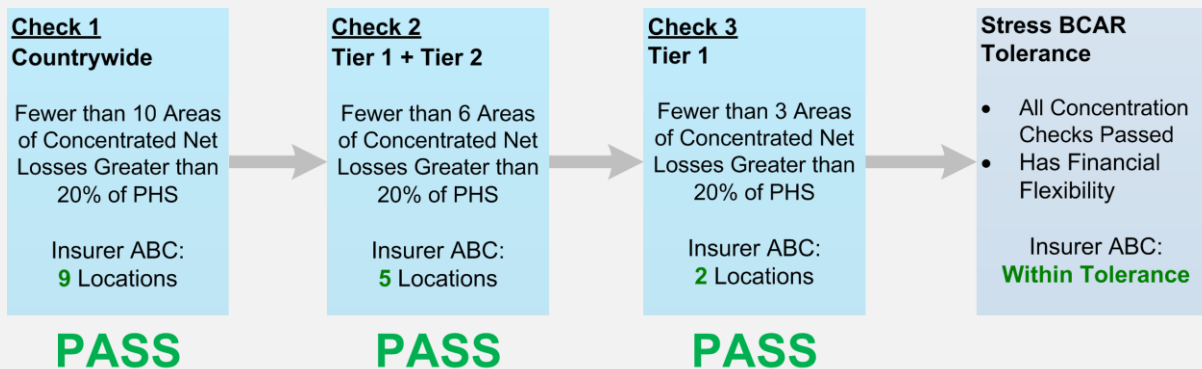 Check 1
Countrywide
Fewer than 10 Areas
of Concentrated Net
Losses Greater than
20% of PHS
Insurer ABC:
9 Locations
PASS
Check 2
Tier 1 + Tier 2
Fewer than 6 Areas
of Concentrated Net
Losses Greater than
20% of PHS
Insurer ABC:
5 Locations
PASS
Check 3
Tier 1
Fewer than 3 Areas
of Concentrated Net
Losses Greater than
20% of PHS
Insurer ABC:
2 Locations
PASS
Stress BCAR
Tolerance
• All Concentration
Checks Passed
• Has Financial
Flexibility
Insurer ABC:
Within Tolerance